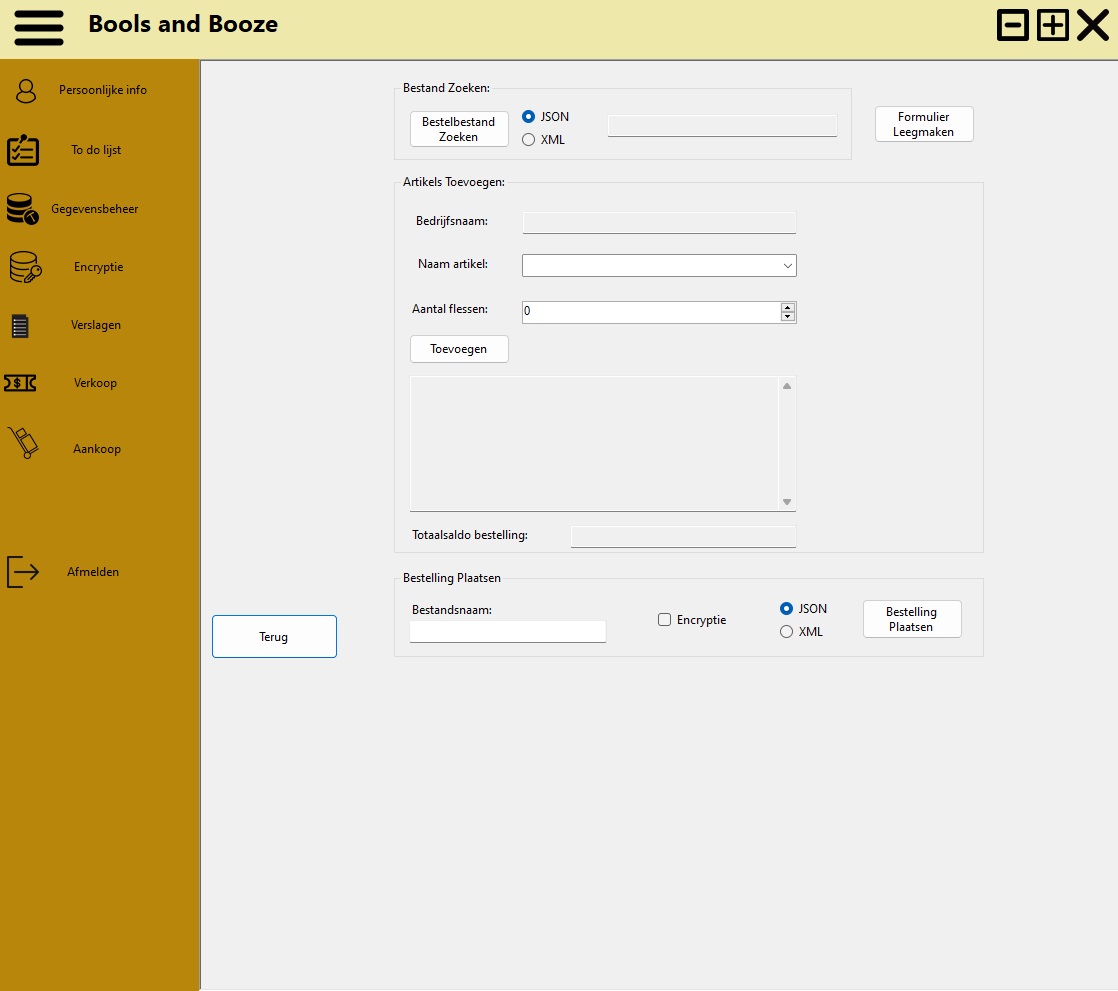 Bools and Booze
Persoonlijke info
To do lijst
Gegevensbeheer
Encryptie
Verslagen
Verkoop
Aankoop
Afmelden
Terug
Bestand Zoeken:
Bestelbestand
Zoeken
JSON
XML
Formulier
Leegmaken
Artikels Toevoegen:
Bedrijfsnaam:
Naam artikel:
Aantal flessen:
0
Toevoegen
Totaalsaldo bestelling:
Bestelling Plaatsen
Bestandsnaam:
Encryptie
JSON
XML
Bestelling
Plaatsen